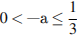 0 < −a ≤ 1/3